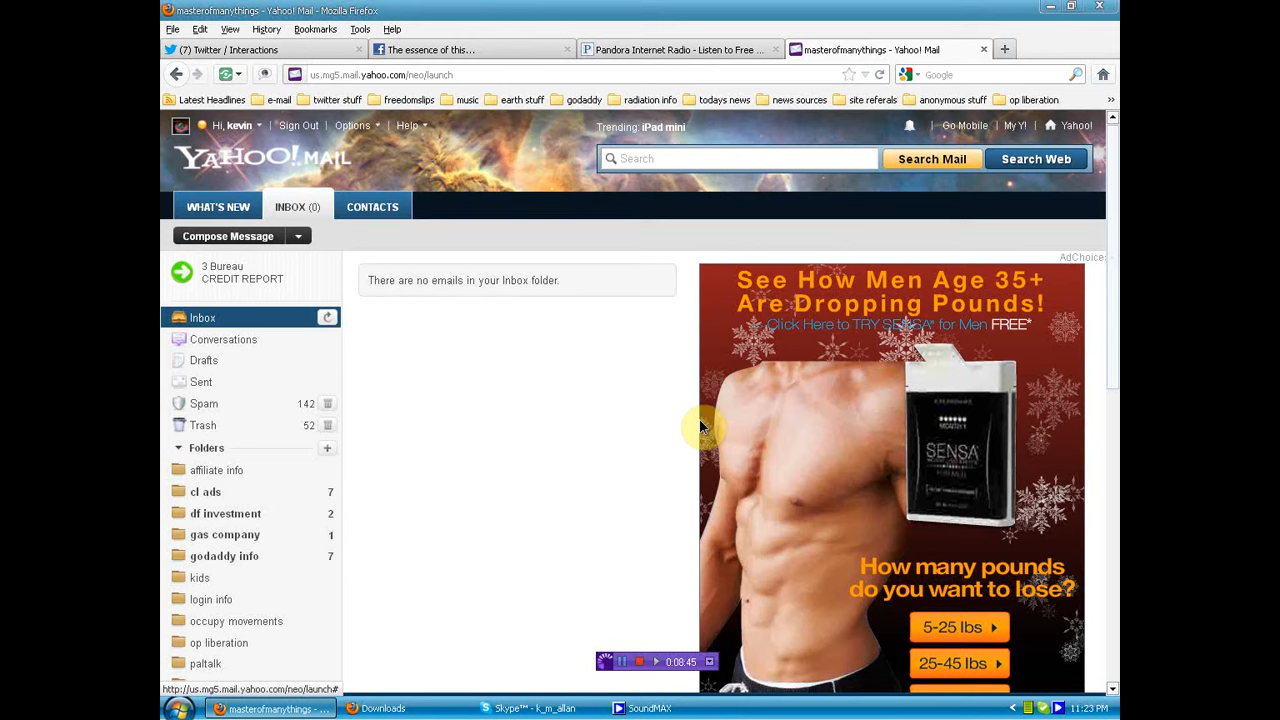 masterofmanythings - Yahoo! Mail - Mozilla Firefox
File Edit View History Bookmarks Tools Help
(7) Twitter / Interactions × The essence of this... × Pandora Internet Radio - Listen to Free ... × masterofmanythings - Yahoo! Mail × +
us.mg5.mail.yahoo.com/neo/launch Google
Latest Headlines e-mail twitter stuff freedomslips music earth stuff godaddy radiation info todays news news sources site referals anonymous stuff op liberation »
Hi, kevin Sign Out Options Help Trending: iPad mini Go Mobile My Y! Yahoo!
YAHOO! MAIL Search Search Mail Search Web
WHAT'S NEW INBOX (0) CONTACTS
Compose Message
AdChoices
3 Bureau
CREDIT REPORT
There are no emails in your Inbox folder.
Inbox
Conversations
Drafts
Sent
Spam 142
Trash 52
Folders +
affiliate info
cl ads 7
df investment 2
gas company 1
godaddy info 7
kids
login info
occupy movements
op liberation
paltalk
See How Men Age 35+
Are Dropping Pounds!
Click Here to TRY SENSA® for Men FREE*
MONTH 1
SENSA
FOR MEN
How many pounds
do you want to lose?
5-25 lbs
25-45 lbs
0:08:45
http://us.mg5.mail.yahoo.com/neo/launch#
masterofmanythings - ... Downloads Skype™ - k_m_allan SoundMAX 11:23 PM